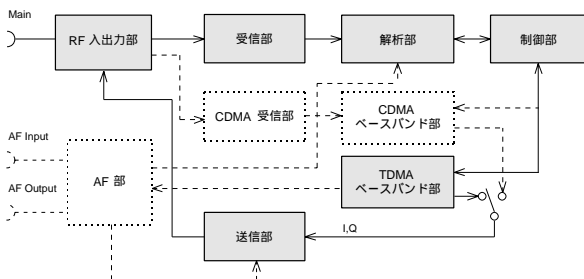 Main
RF 入出力部
受信部
解析部
制御部
CDMA 受信部
CDMA
ベースバンド部
AF Input
AF Output
AF 部
TDMA
ベースバンド部
送信部
I,Q